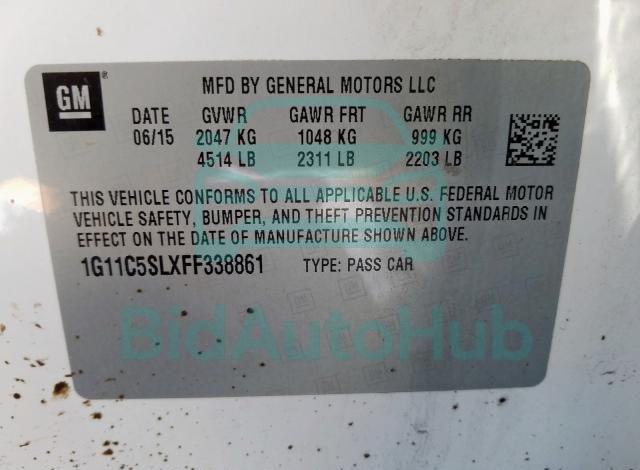 GM ®
MFD BY GENERAL MOTORS LLC
DATE GVWR GAWR FRT GAWR RR
06/15 2047 KG 1048 KG 999 KG
4514 LB 2311 LB 2203 LB
THIS VEHICLE CONFORMS TO ALL APPLICABLE U.S. FEDERAL MOTOR
VEHICLE SAFETY, BUMPER, AND THEFT PREVENTION STANDARDS IN
EFFECT ON THE DATE OF MANUFACTURE SHOWN ABOVE.
1G11C5SLXFF338861 TYPE: PASS CAR
BidAutoHub